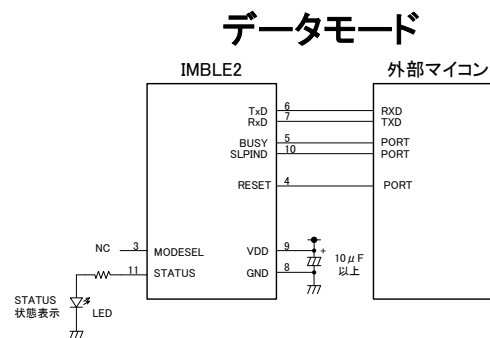 データモード
IMBLE2
外部マイコン
TxD 6 RXD
RxD 7 TXD
BUSY 5 PORT
SLPIND 10 PORT
RESET 4 PORT
NC 3 MODESEL
VDD 9
+
10μF
以上
11 STATUS
GND 8
STATUS
状態表示
LED